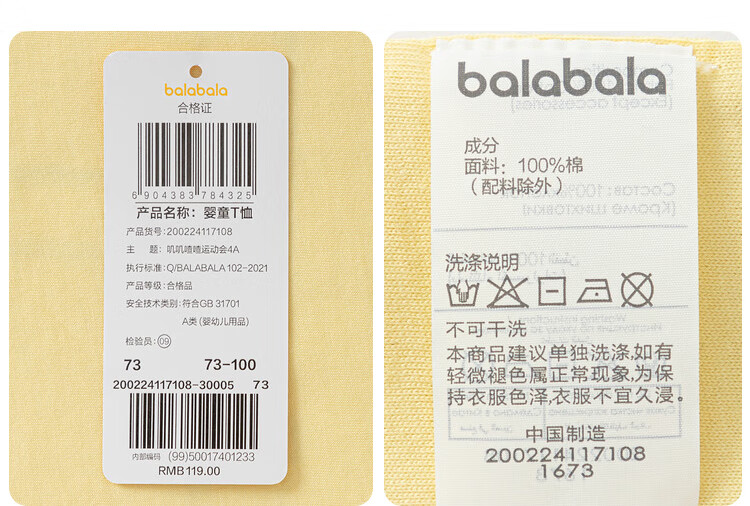 balabala
合格证
6 904383 784325
产品名称：婴童T恤
产品货号：200224117108
主 题：叽叽喳喳运动会4A
执行标准：Q/BALABALA 102-2021
产品等级：合格品
安全技术类别：符合GB 31701
A类 (婴幼儿用品)
检验员：09
73 73-100
200224117108-30005 73
内部编码 (99)50017401233
RMB119.00
balabala
成分
面料：100%棉
（配料除外）
洗涤说明
不可干洗
本商品建议单独洗涤,如有
轻微褪色属正常现象,为保
持衣服色泽,衣服不宜久浸。
中国制造
200224117108
1673